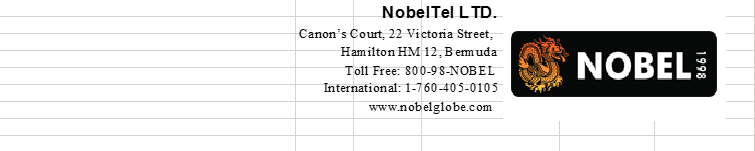 NobelTel LTD.
Canon's Court, 22 Victoria Street,
Hamilton HM 12, Bermuda
Toll Free: 800-98-NOBEL
International: 1-760-405-0105
www.nobelglobe.com
NOBEL
1998